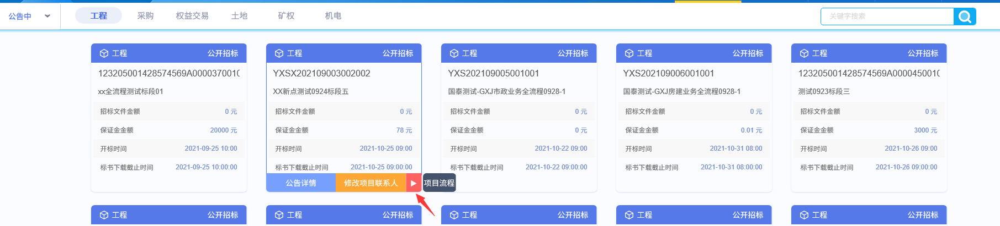 公告中
工程 采购 权益交易 土地 矿权 机电
关键字搜索
工程 公开招标
123205001428574569A0000370010
xx全流程测试标段01
招标文件金额 0 元
保证金金额 20000 元
开标时间 2021-09-25 10:00
标书下载截止时间 2021-09-25 10:00:00
工程 公开招标
YXSX202109003002002
XX新点测试0924标段五
招标文件金额 0 元
保证金金额 78 元
开标时间 2021-10-25 09:00
标书下载截止时间 2021-10-25 09:00:00
公告详情 修改项目联系人 项目流程
工程 公开招标
YXS202109005001001
国泰测试-GXJ市政业务全流程0928-1
招标文件金额 0 元
保证金金额 0 元
开标时间 2021-10-22 09:00
标书下载截止时间 2021-10-22 09:00:00
工程 公开招标
YXS202109006001001
国泰测试-GXJ房建业务全流程0928-1
招标文件金额 0 元
保证金金额 0.01 元
开标时间 2021-10-31 08:00
标书下载截止时间 2021-10-31 08:00:00
工程 公开招标
123205001428574569A0000450010
测试0923标段三
招标文件金额 0 元
保证金金额 3000 元
开标时间 2021-10-26 09:00
标书下载截止时间 2021-10-26 09:00:00
工程 公开招标
工程 公开招标
工程 公开招标
工程 公开招标
工程 公开招标